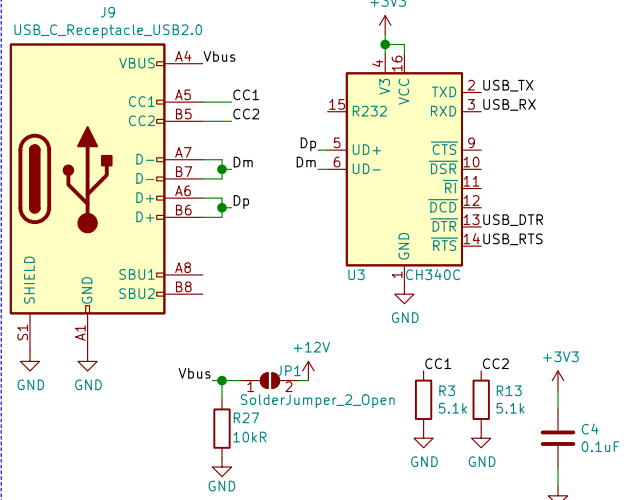 J9
USB_C_Receptacle_USB2.0
VBUS A4 Vbus
CC1 A5 CC1
CC2 B5 CC2
D- A7
Dm
D- B7
D+ A6
Dp
D+ B6
SBU1 A8
SBU2 B8
SHIELD
GND
S1
A1
GND
GND
+3V3
4
16
V3
VCC
15 R232
TXD 2 USB_TX
RXD 3 USB_RX
Dp 5 UD+
Dm 6 UD-
CTS 9
DSR 10
RI 11
DCD 12
DTR 13 USB_DTR
RTS 14 USB_RTS
GND
U3
CH340C
1
GND
+12V
Vbus
JP1
1 2
SolderJumper_2_Open
R27
10kR
GND
CC1
R3
5.1k
GND
CC2
R13
5.1k
GND
+3V3
C4
0.1uF